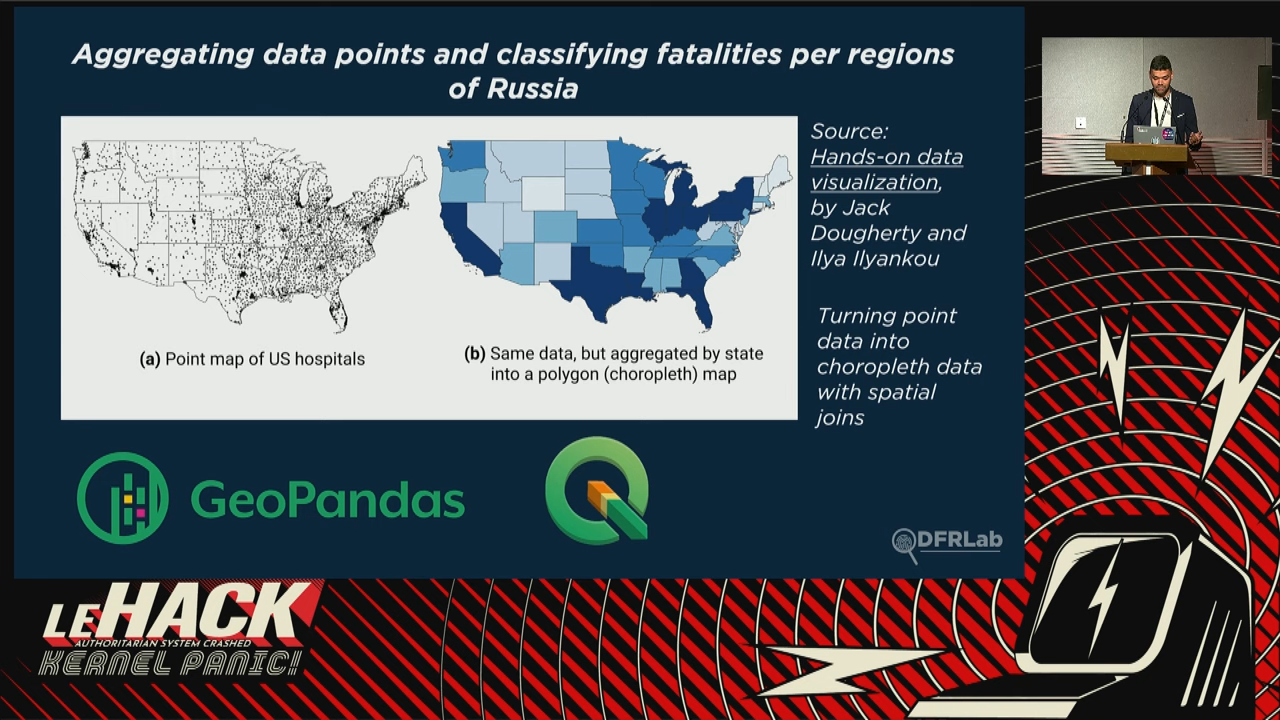 Aggregating data points and classifying fatalities per regions
of Russia
(a) Point map of US hospitals
(b) Same data, but aggregated by state
into a polygon (choropleth) map
Source:
Hands-on data
visualization,
by Jack
Dougherty and
Ilya Ilyankou
Turning point
data into
choropleth data
with spatial
joins
GeoPandas
DFRLab
LEHACK
AUTHORITARIAN SYSTEM CRASHED
KERNEL PANIC!